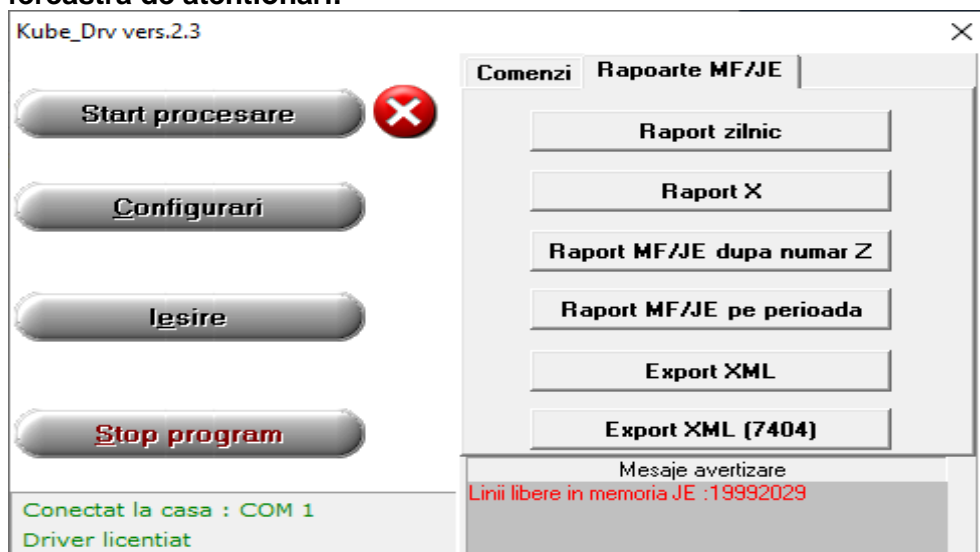 Kube_Drv vers.2.3
Start procesare
Configurari
Iesire
Stop program
Conectat la casa : COM 1
Driver licentiat
Comenzi
Rapoarte MF/JE
Raport zilnic
Raport X
Raport MF/JE dupa numar Z
Raport MF/JE pe perioada
Export XML
Export XML (7404)
Mesaje avertizare
Linii libere in memoria JE :19992029